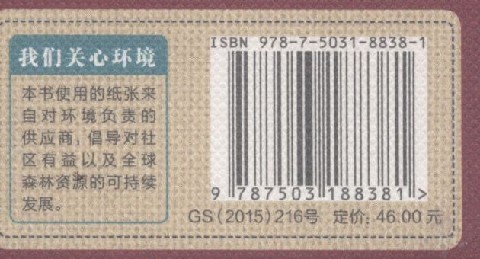 我们关心环境
本书使用的纸张来
自对环境负责的
供应商，倡导对社
区有益以及全球
森林资源的可持续
发展。
ISBN 978-7-5031-8838-1
9 787503 188381 >
GS(2015)216号 定价：46.00元